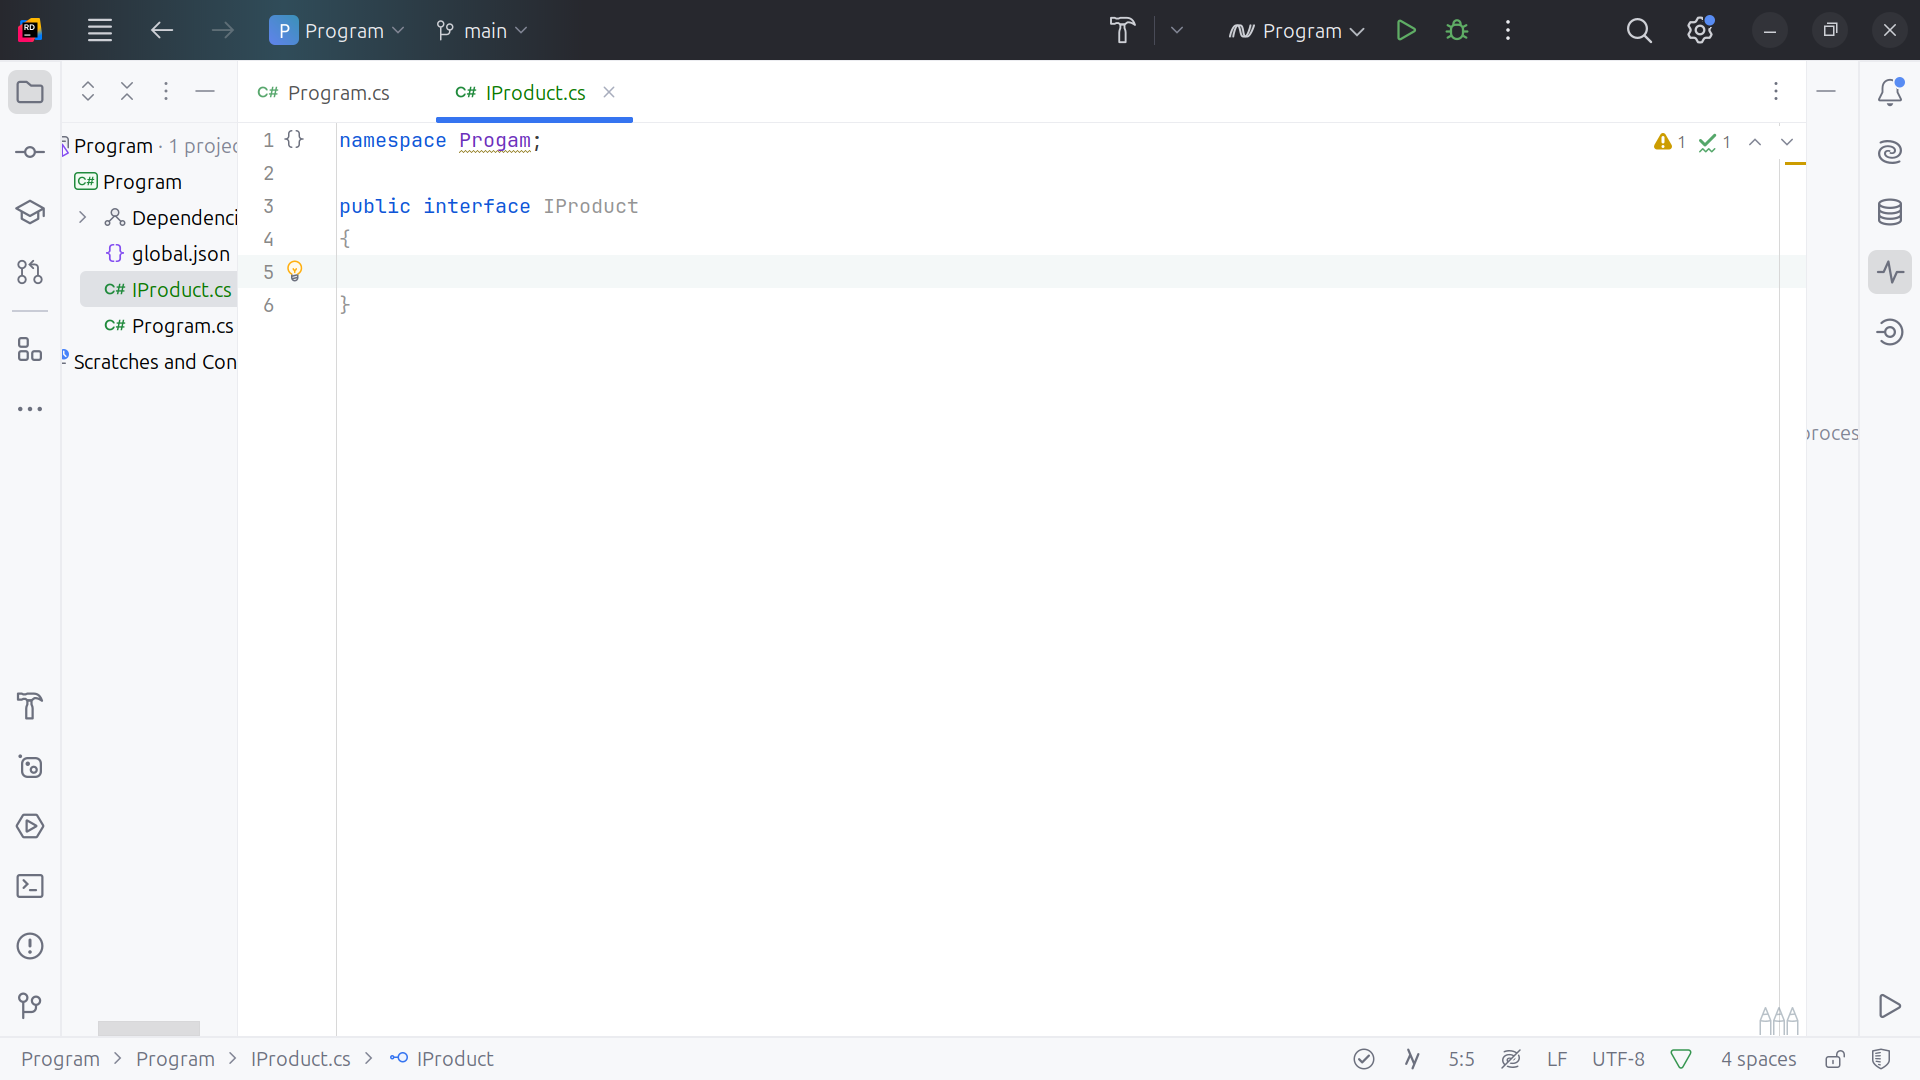 P Program main Program
Program · 1 projec
Program
Dependenci
global.json
C# IProduct.cs
C# Program.cs
Scratches and Con
C# Program.cs C# IProduct.cs
1 {} namespace Progam;
2
3 public interface IProduct
4 {
5
6 }
1 1
proces
Program > Program > IProduct.cs > IProduct
5:5 LF UTF-8 4 spaces